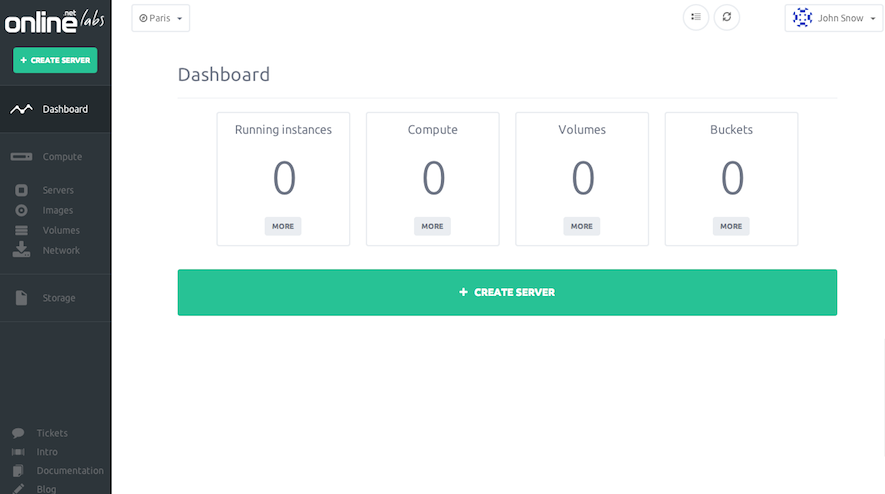 online.net labs
+ CREATE SERVER
Dashboard
Compute
Servers
Images
Volumes
Network
Storage
Tickets
Intro
Documentation
Blog
Paris
John Snow
Dashboard
Running instances
0
MORE
Compute
0
MORE
Volumes
0
MORE
Buckets
0
MORE
+ CREATE SERVER